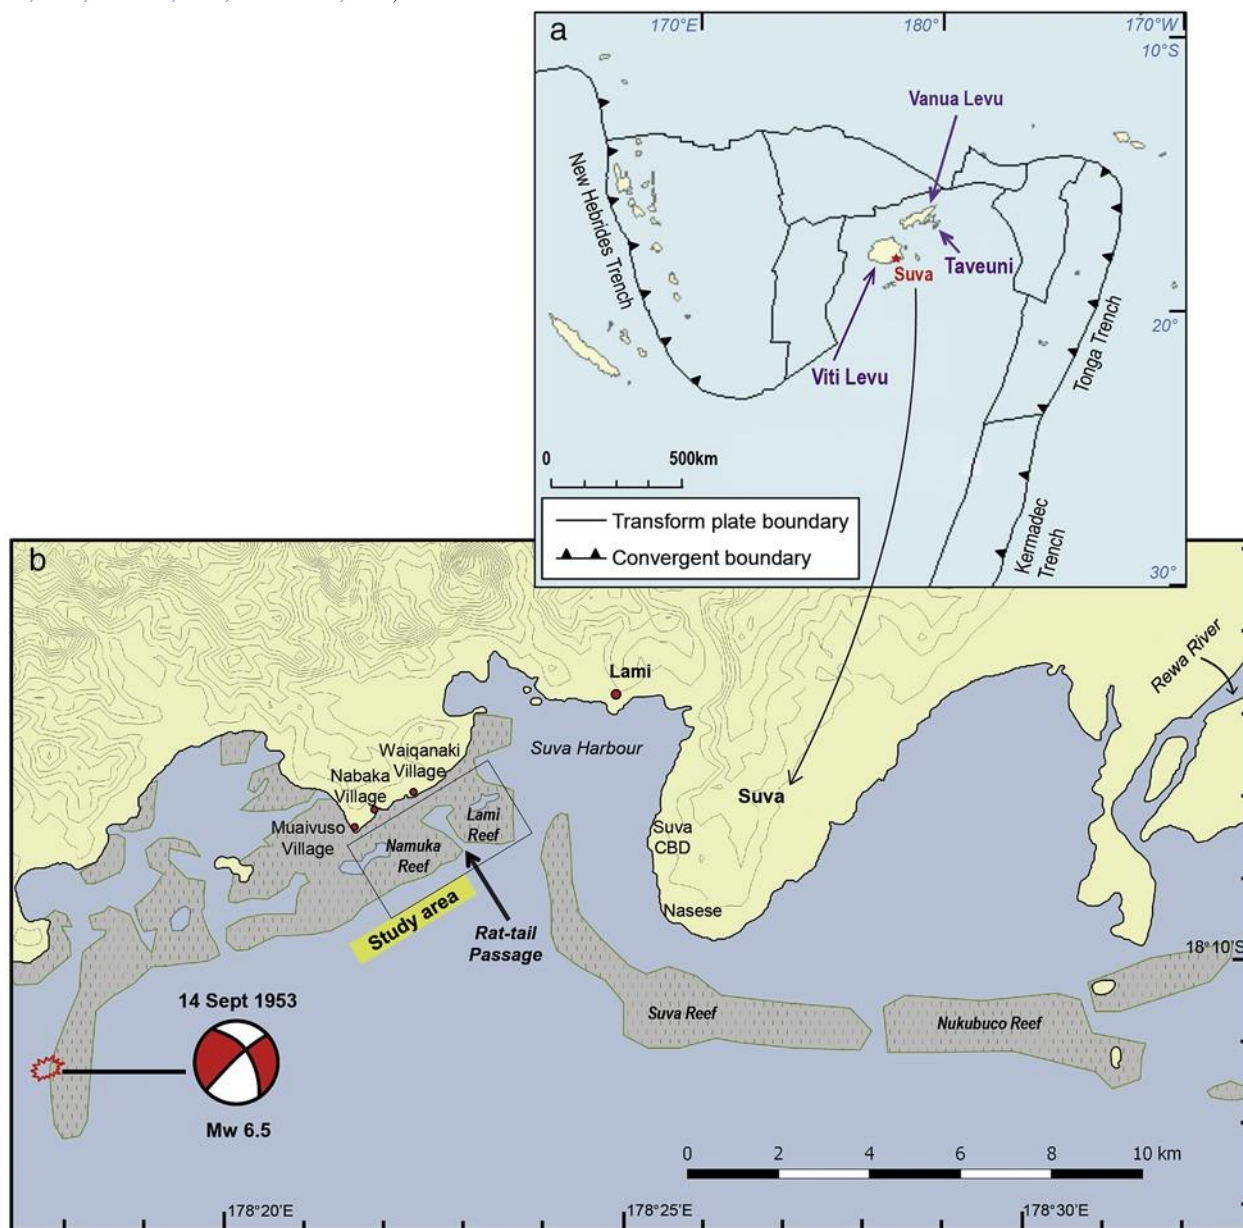 a
170°E
180°
170°W
10°S
Vanua Levu
New Hebrides Trench
Taveuni
Suva
20°
Viti Levu
Tonga Trench
0
500km
Transform plate boundary
Convergent boundary
Kermadec
Trench
30°
b
Lami
Rewa River
Suva Harbour
Waiqanaki
Village
Nabaka
Village
Suva
Lami
Reef
Muaivuso
Village
Namuka
Reef
Suva
CBD
Study area
Nasese
Rat-tail
Passage
18°10'S
14 Sept 1953
Suva Reef
Nukubuco Reef
Mw 6.5
0 2 4 6 8 10 km
178°20'E
178°25'E
178°30'E